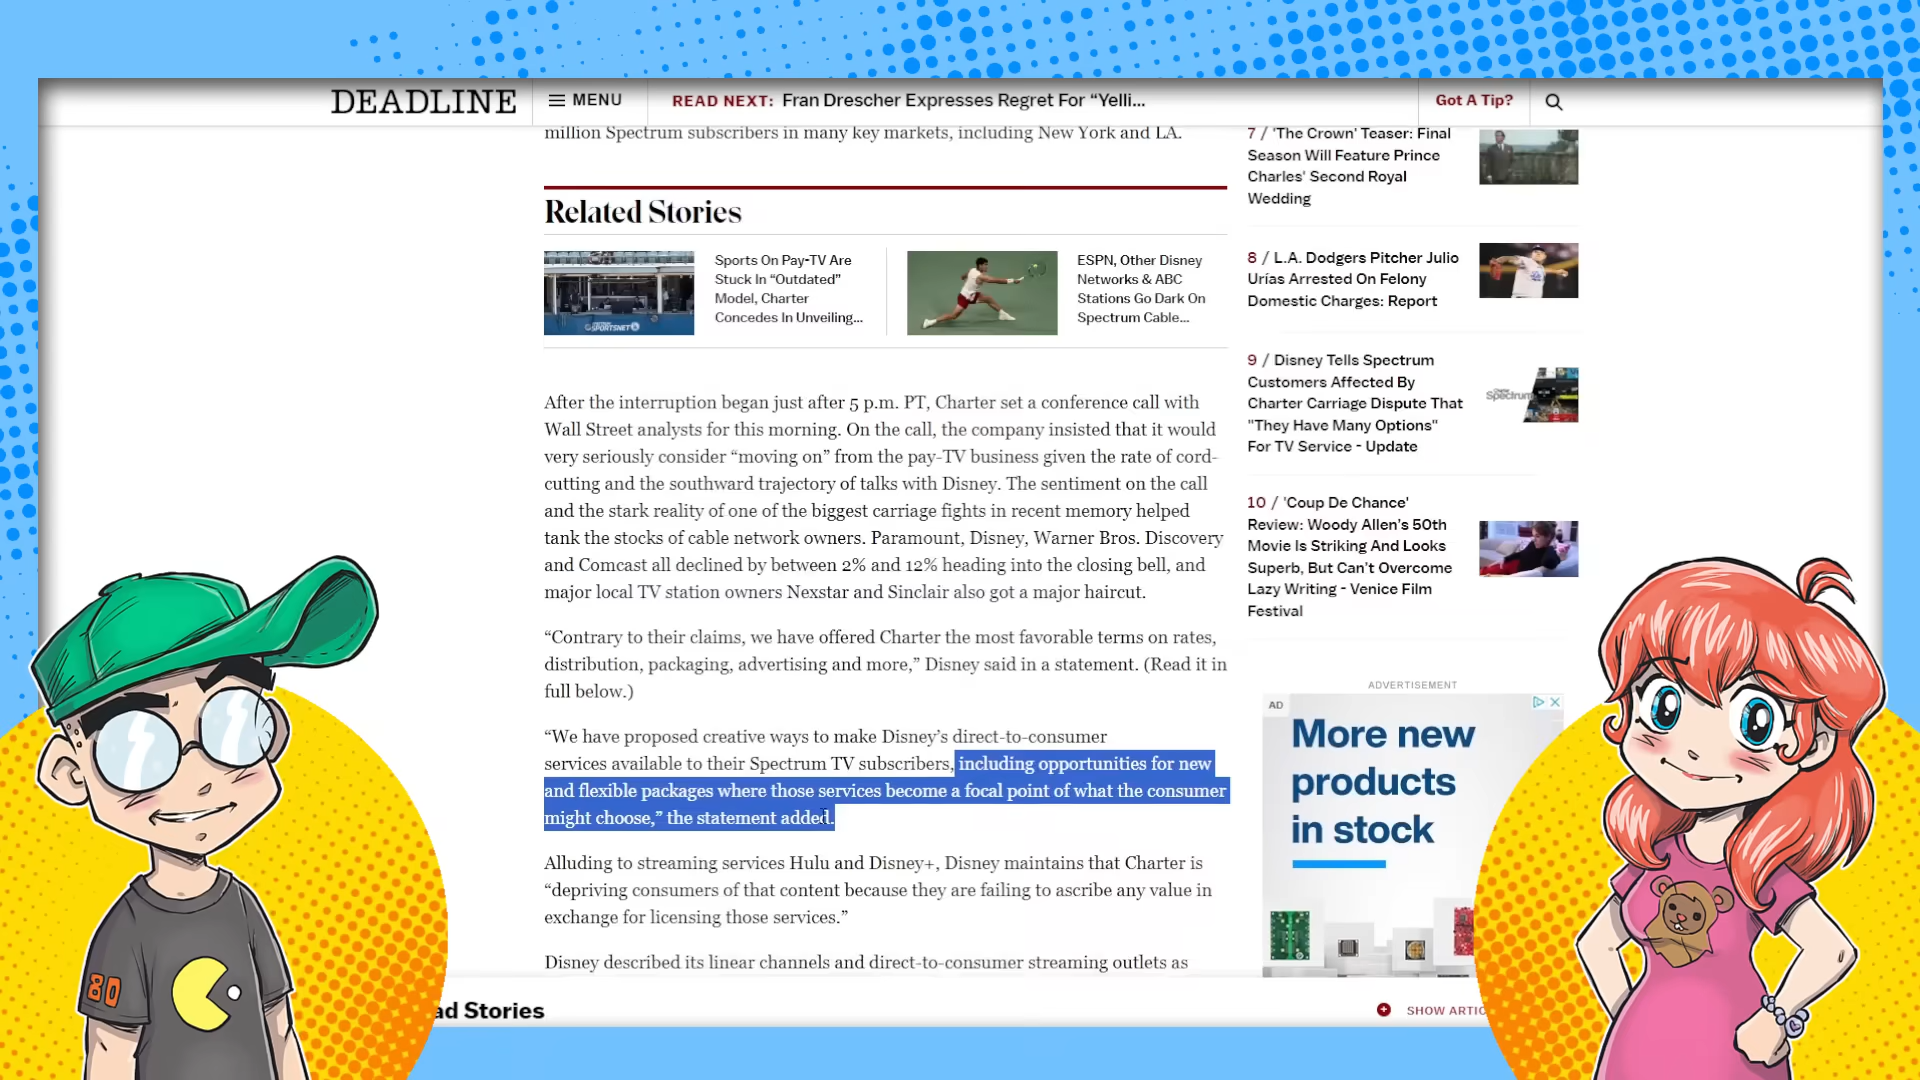 DEADLINE
MENU
READ NEXT: Fran Drescher Expresses Regret For “Yelli...
Got A Tip?
million Spectrum subscribers in many key markets, including New York and LA.
Related Stories
Sports On Pay-TV Are
Stuck In “Outdated”
Model, Charter
Concedes In Unveiling...
ESPN, Other Disney
Networks & ABC
Stations Go Dark On
Spectrum Cable...
After the interruption began just after 5 p.m. PT, Charter set a conference call with
Wall Street analysts for this morning. On the call, the company insisted that it would
very seriously consider “moving on” from the pay-TV business given the rate of cord-
cutting and the southward trajectory of talks with Disney. The sentiment on the call
and the stark reality of one of the biggest carriage fights in recent memory helped
tank the stocks of cable network owners. Paramount, Disney, Warner Bros. Discovery
and Comcast all declined by between 2% and 12% heading into the closing bell, and
major local TV station owners Nexstar and Sinclair also got a major haircut.
“Contrary to their claims, we have offered Charter the most favorable terms on rates,
distribution, packaging, advertising and more,” Disney said in a statement. (Read it in
full below.)
“We have proposed creative ways to make Disney’s direct-to-consumer
services available to their Spectrum TV subscribers, including opportunities for new
and flexible packages where those services become a focal point of what the consumer
might choose,” the statement added.
Alluding to streaming services Hulu and Disney+, Disney maintains that Charter is
“depriving consumers of that content because they are failing to ascribe any value in
exchange for licensing those services.”
Disney described its linear channels and direct-to-consumer streaming outlets as
7 / 'The Crown' Teaser: Final
Season Will Feature Prince
Charles' Second Royal
Wedding
8 / L.A. Dodgers Pitcher Julio
Urías Arrested On Felony
Domestic Charges: Report
9 / Disney Tells Spectrum
Customers Affected By
Charter Carriage Dispute That
"They Have Many Options"
For TV Service - Update
Charter
Spectrum
10 / 'Coup De Chance'
Review: Woody Allen's 50th
Movie Is Striking And Looks
Superb, But Can't Overcome
Lazy Writing - Venice Film
Festival
ADVERTISEMENT
AD
More new
products
in stock
ad Stories
SHOW ARTIC
80
SPORTSNET